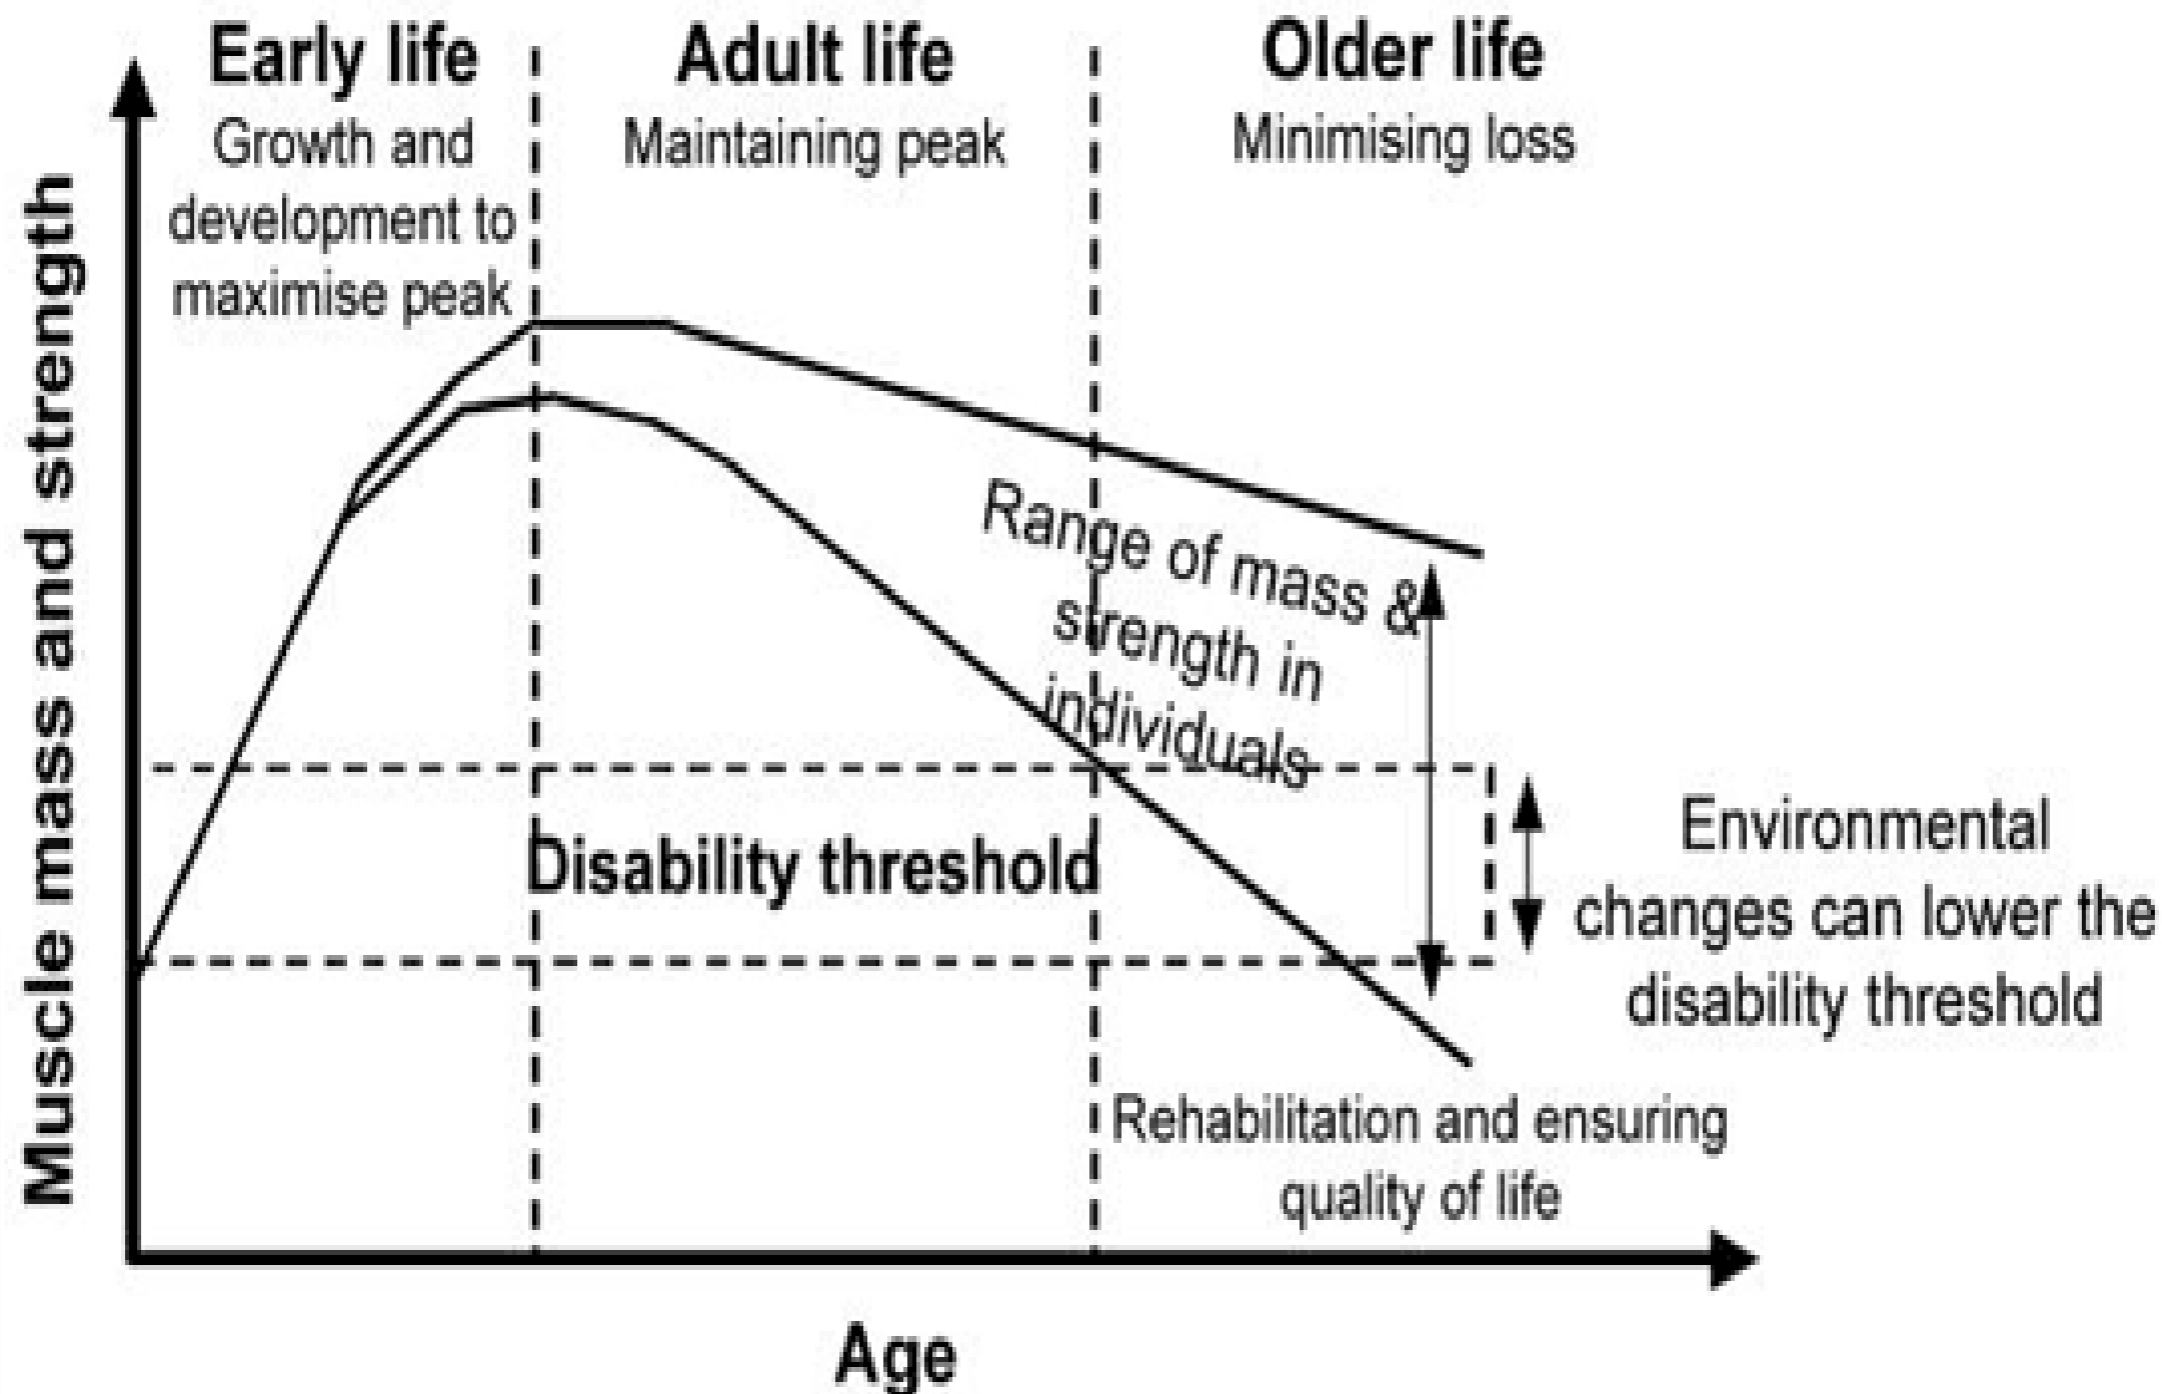 Early life
Growth and
development to
maximise peak
Adult life
Maintaining peak
Older life
Minimising loss
Muscle mass and strength
Range of mass &
strength in
individuals
Disability threshold
Environmental
changes can lower the
disability threshold
Rehabilitation and ensuring
quality of life
Age